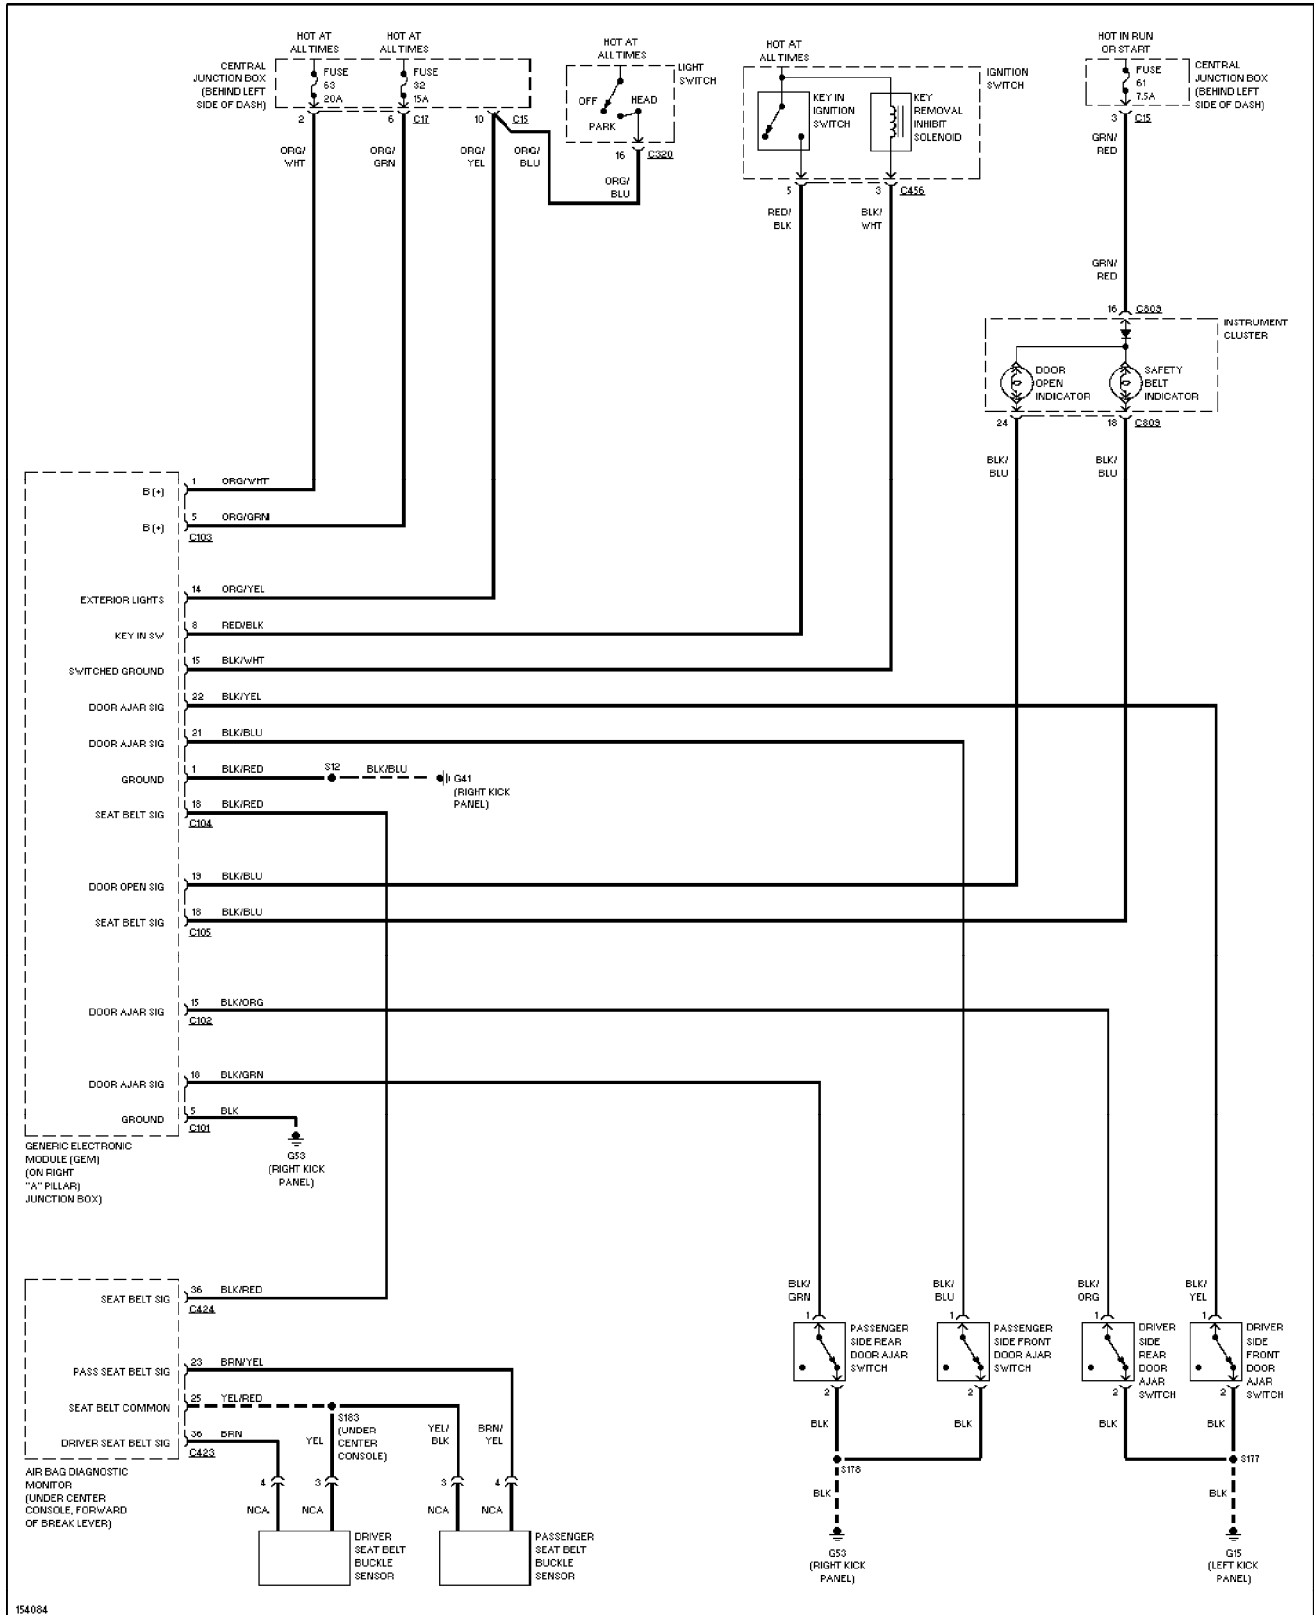 HOT AT
ALL TIMES
HOT AT
ALL TIMES
CENTRAL
JUNCTION BOX
(BEHIND LEFT
SIDE OF DASH)
FUSE
63
20A
FUSE
32
15A
2
6
C17
10
C15
ORG/
WHT
ORG/
GRN
ORG/
YEL
ORG/
BLU
HOT AT
ALL TIMES
LIGHT
SWITCH
OFF
HEAD
PARK
16
C320
ORG/
BLU
HOT AT
ALL TIMES
IGNITION
SWITCH
KEY IN
IGNITION
SWITCH
KEY
REMOVAL
INHIBIT
SOLENOID
5
3
C456
RED/
BLK
BLK/
WHT
HOT IN RUN
OR START
FUSE
61
7.5A
CENTRAL
JUNCTION BOX
(BEHIND LEFT
SIDE OF DASH)
3
C15
GRN/
RED
GRN/
RED
16
C809
INSTRUMENT
CLUSTER
DOOR
OPEN
INDICATOR
SAFETY
BELT
INDICATOR
24
18
C809
BLK/
BLU
BLK/
BLU
B (+)
1
ORG/WHT
B (+)
5
ORG/GRN
C103
EXTERIOR LIGHTS
14
ORG/YEL
KEY IN SW
8
RED/BLK
SWITCHED GROUND
15
BLK/WHT
DOOR AJAR SIG
22
BLK/YEL
DOOR AJAR SIG
21
BLK/BLU
GROUND
1
BLK/RED
S12
BLK/BLU
G41
(RIGHT KICK
PANEL)
SEAT BELT SIG
18
BLK/RED
C104
DOOR OPEN SIG
19
BLK/BLU
SEAT BELT SIG
18
BLK/BLU
C105
DOOR AJAR SIG
15
BLK/ORG
C102
DOOR AJAR SIG
18
BLK/GRN
GROUND
5
BLK
C101
G53
(RIGHT KICK
PANEL)
GENERIC ELECTRONIC
MODULE (GEM)
(ON RIGHT
"A" PILLAR)
JUNCTION BOX)
SEAT BELT SIG
36
BLK/RED
C424
PASS SEAT BELT SIG
23
BRN/YEL
SEAT BELT COMMON
25
YEL/RED
DRIVER SEAT BELT SIG
36
BRN
C423
S183
(UNDER
CENTER
CONSOLE)
YEL
YEL/
BLK
BRN/
YEL
AIR BAG DIAGNOSTIC
MONITOR
(UNDER CENTER
CONSOLE, FORWARD
OF BREAK LEVER)
4
3
3
4
NCA
NCA
NCA
NCA
DRIVER
SEAT BELT
BUCKLE
SENSOR
PASSENGER
SEAT BELT
BUCKLE
SENSOR
BLK/
GRN
BLK/
BLU
BLK/
ORG
BLK/
YEL
1
1
1
1
PASSENGER
SIDE REAR
DOOR AJAR
SWITCH
PASSENGER
SIDE FRONT
DOOR AJAR
SWITCH
DRIVER
SIDE
REAR
DOOR
AJAR
SWITCH
DRIVER
SIDE
FRONT
DOOR
AJAR
SWITCH
2
2
2
2
BLK
BLK
BLK
BLK
S178
S177
BLK
BLK
G53
(RIGHT KICK
PANEL)
G15
(LEFT KICK
PANEL)
154084